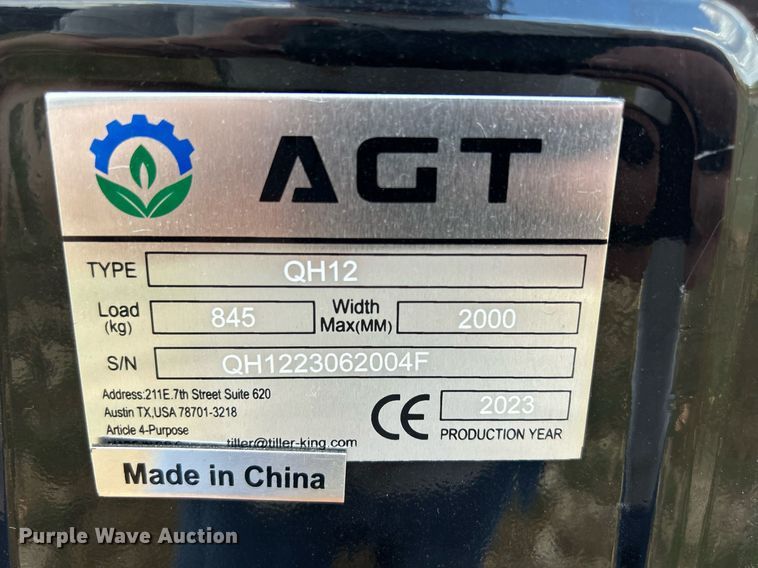 AGT
TYPE QH12
Load (kg) 845 Width Max(MM) 2000
S/N QH1223062004F
Address:211E.7th Street Suite 620
Austin TX,USA 78701-3218
Article 4-Purpose
tiller@tiller-king.com
CE 2023
PRODUCTION YEAR
Made in China
Purple Wave Auction